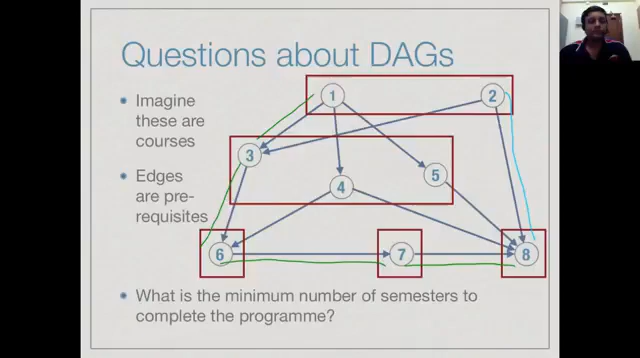 Questions about DAGs
• Imagine
these are
courses
• Edges
are pre-
requisites
1
2
3
4
5
6
7
8
• What is the minimum number of semesters to
complete the programme?